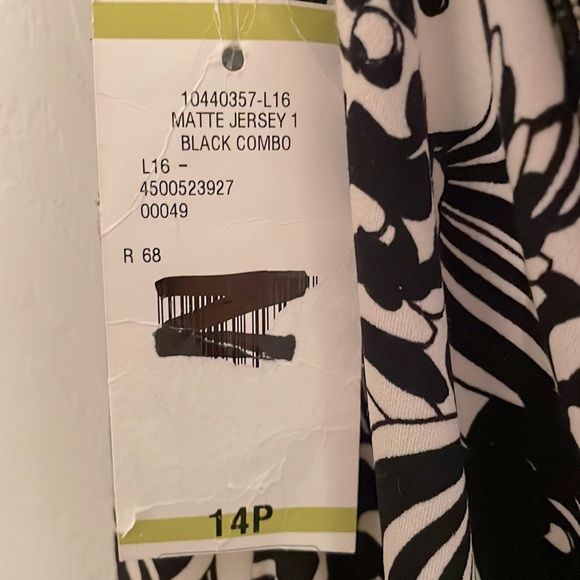 10440357-L16
MATTE JERSEY 1
BLACK COMBO
L16 -
4500523927
00049
R 68
14P